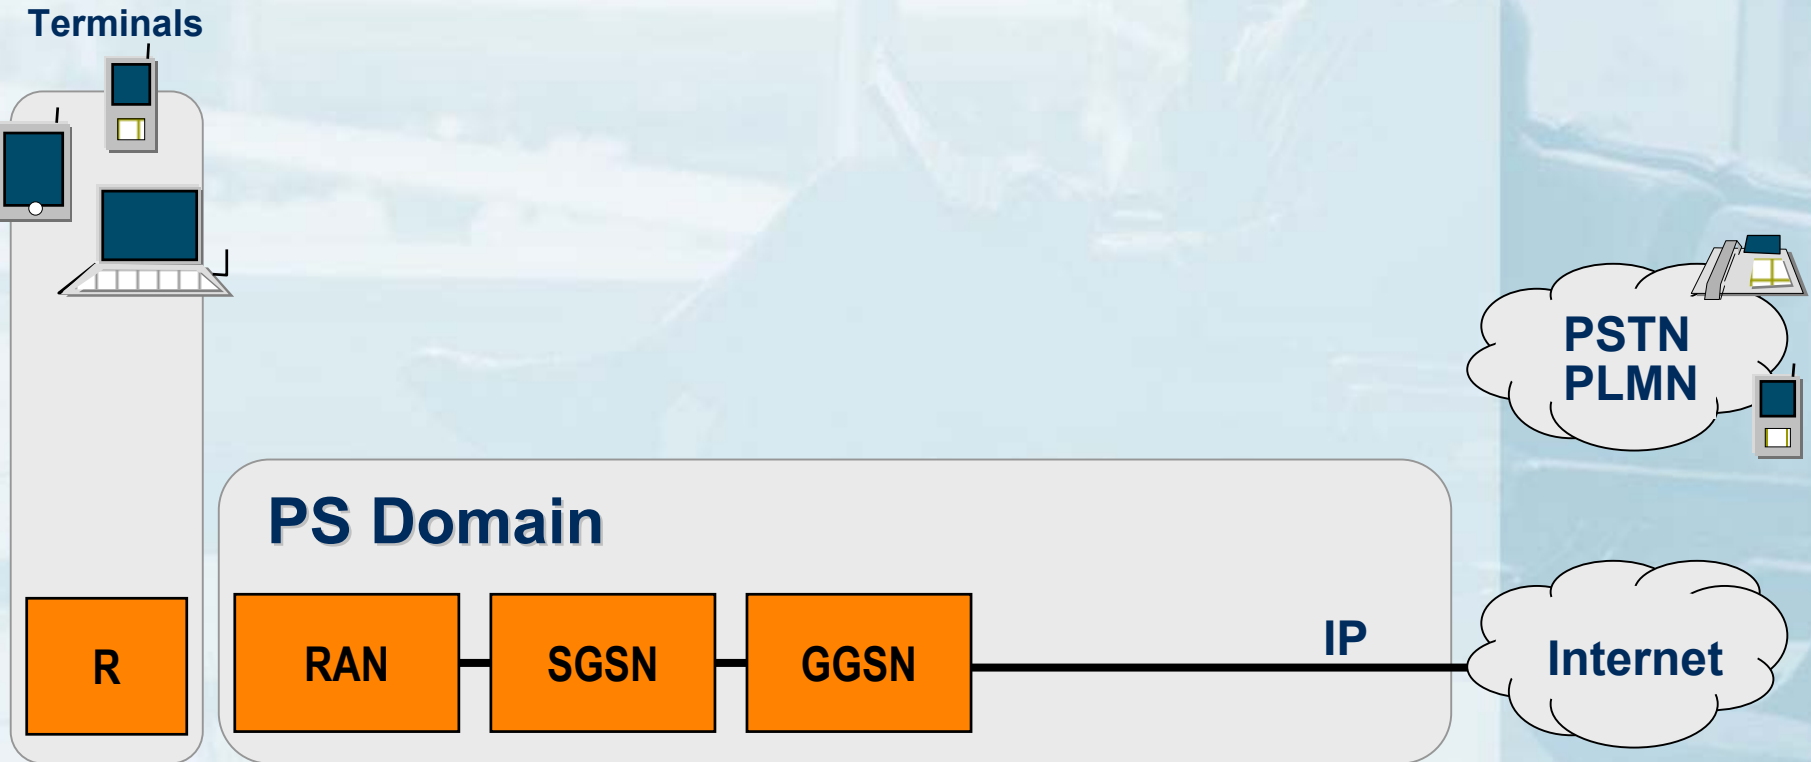 Terminals
PSTN
PLMN
PS Domain
R
RAN
SGSN
GGSN
IP
Internet